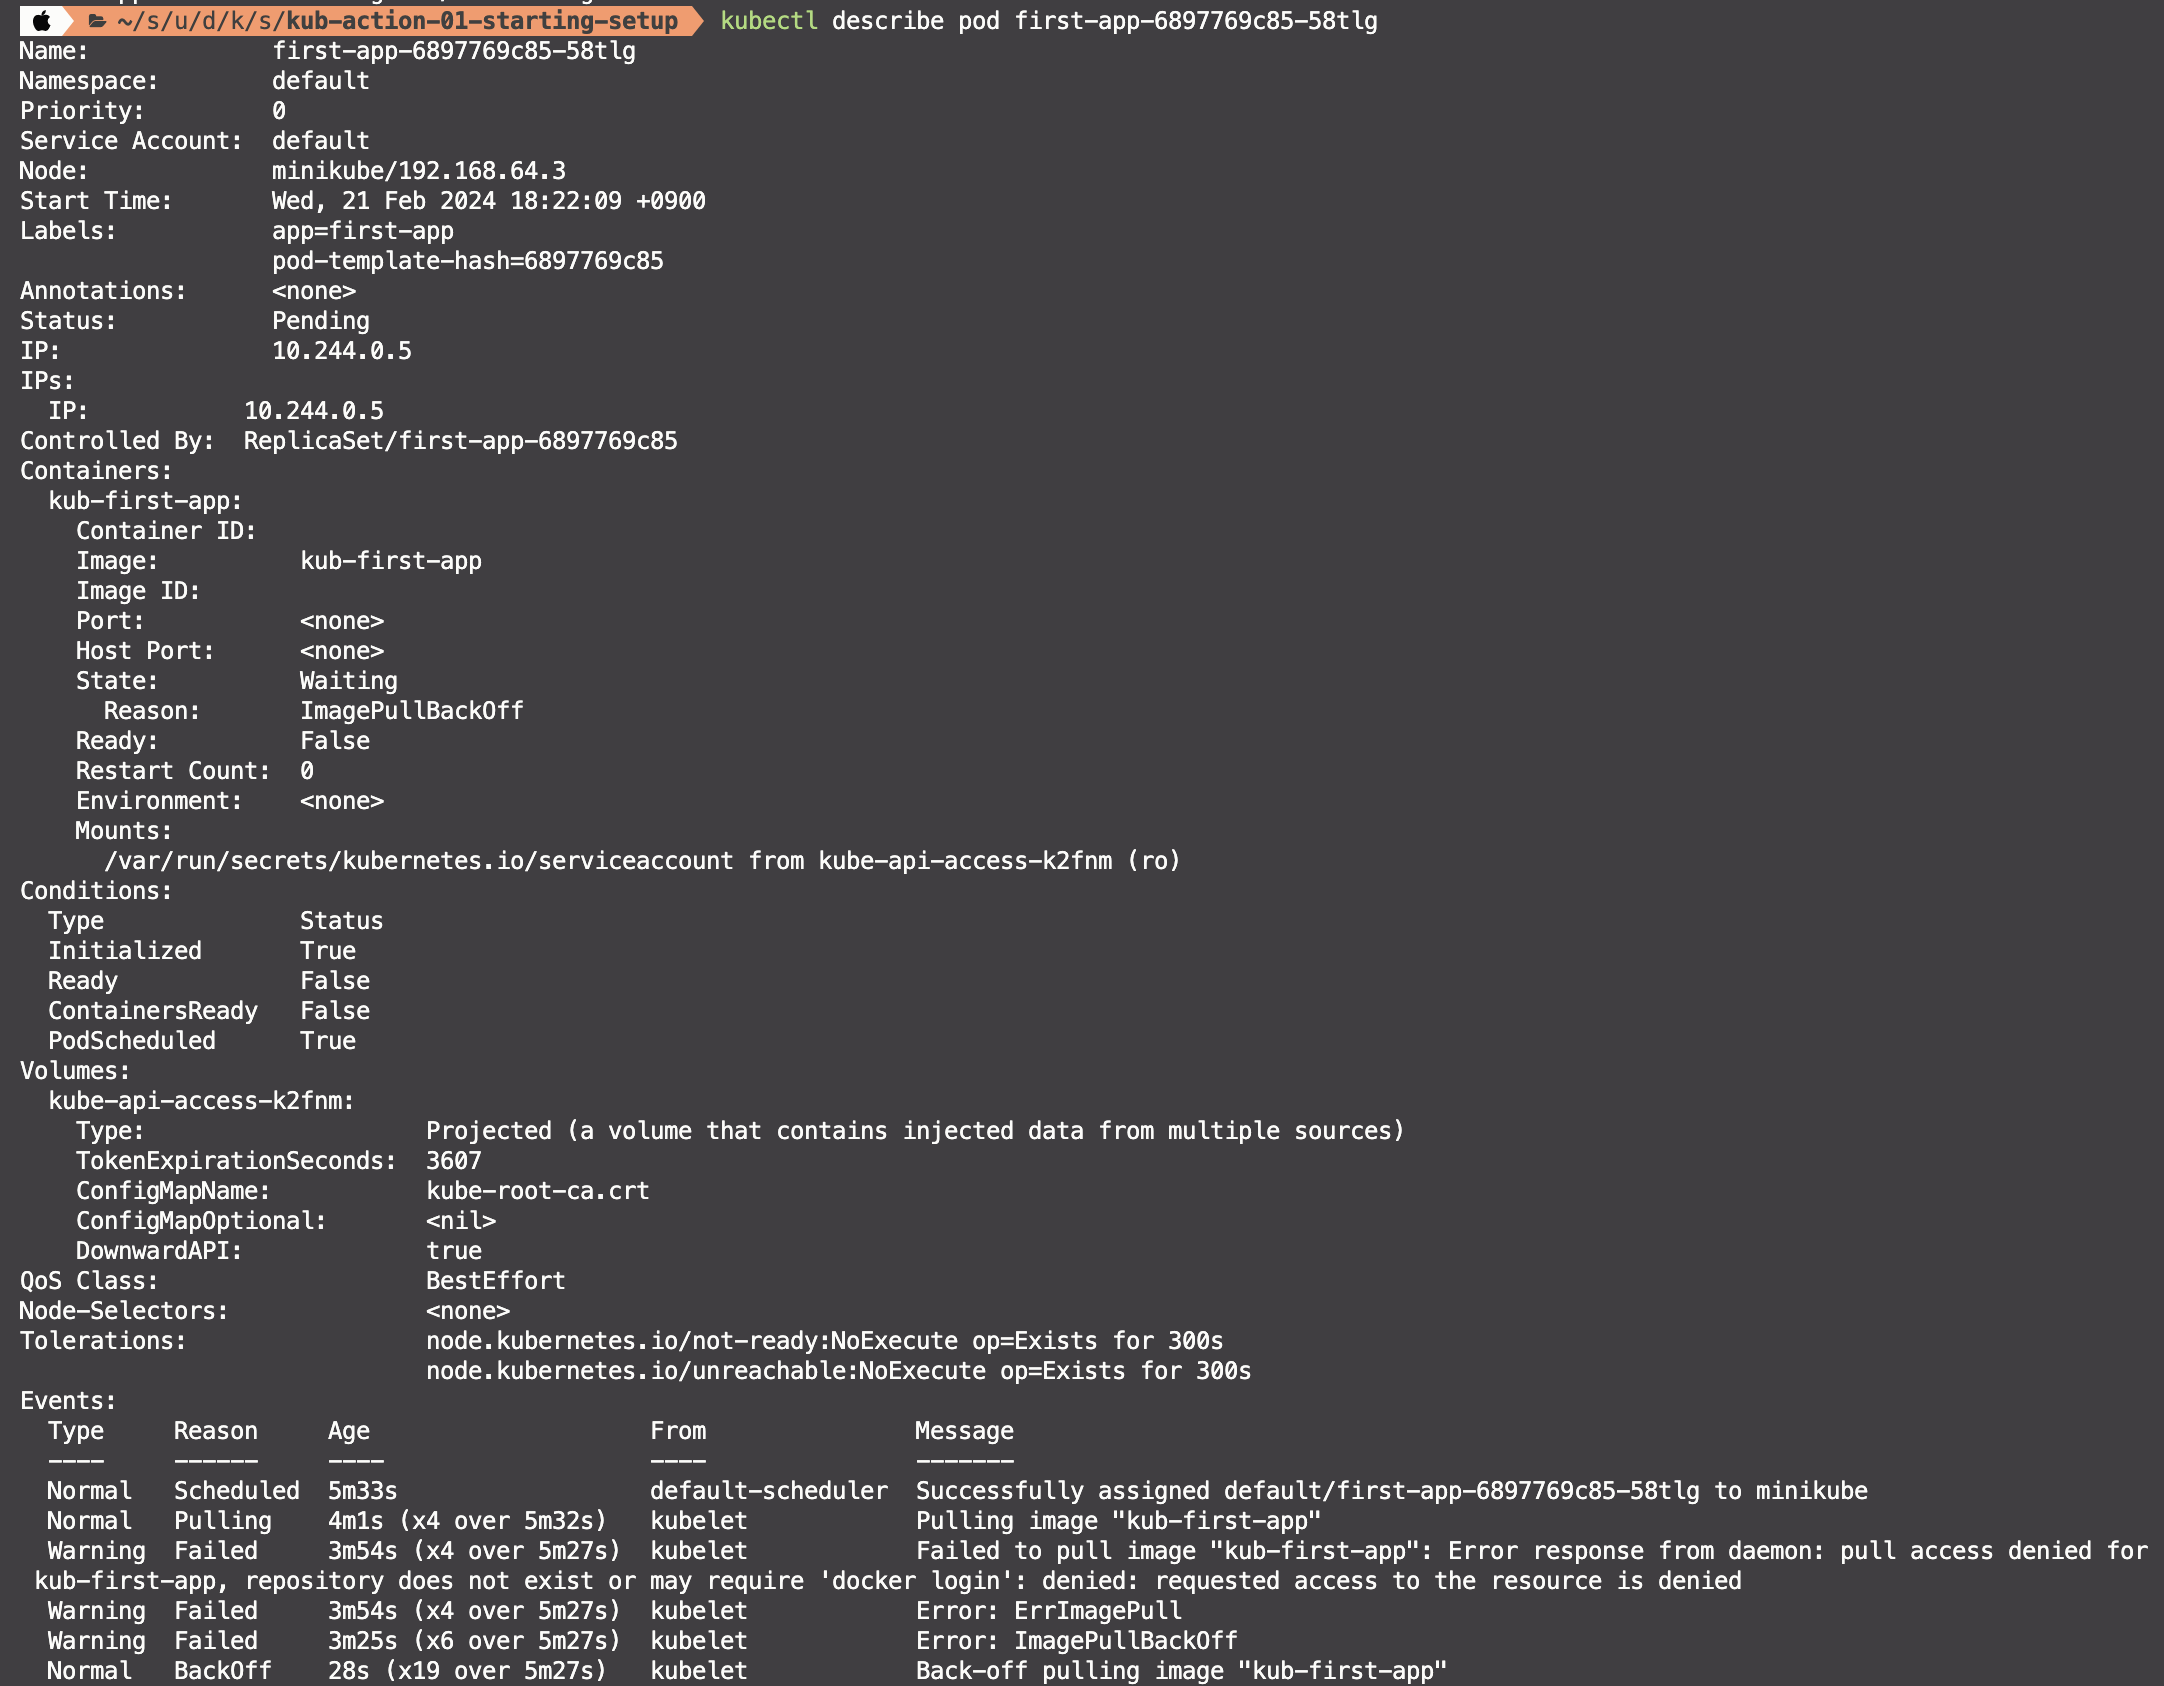 ~/s/u/d/k/s/kub-action-01-starting-setup kubectl describe pod first-app-6897769c85-58tlg
Name:             first-app-6897769c85-58tlg
Namespace:        default
Priority:         0
Service Account:  default
Node:             minikube/192.168.64.3
Start Time:       Wed, 21 Feb 2024 18:22:09 +0900
Labels:           app=first-app
                  pod-template-hash=6897769c85
Annotations:      <none>
Status:           Pending
IP:               10.244.0.5
IPs:
  IP:           10.244.0.5
Controlled By:  ReplicaSet/first-app-6897769c85
Containers:
  kub-first-app:
    Container ID:
    Image:          kub-first-app
    Image ID:
    Port:           <none>
    Host Port:      <none>
    State:          Waiting
      Reason:       ImagePullBackOff
    Ready:          False
    Restart Count:  0
    Environment:    <none>
    Mounts:
      /var/run/secrets/kubernetes.io/serviceaccount from kube-api-access-k2fnm (ro)
Conditions:
  Type              Status
  Initialized       True
  Ready             False
  ContainersReady   False
  PodScheduled      True
Volumes:
  kube-api-access-k2fnm:
    Type:                    Projected (a volume that contains injected data from multiple sources)
    TokenExpirationSeconds:  3607
    ConfigMapName:           kube-root-ca.crt
    ConfigMapOptional:       <nil>
    DownwardAPI:             true
QoS Class:                   BestEffort
Node-Selectors:              <none>
Tolerations:                 node.kubernetes.io/not-ready:NoExecute op=Exists for 300s
                             node.kubernetes.io/unreachable:NoExecute op=Exists for 300s
Events:
  Type     Reason     Age                    From               Message
  ----     ------     ----                   ----               -------
  Normal   Scheduled  5m33s                  default-scheduler  Successfully assigned default/first-app-6897769c85-58tlg to minikube
  Normal   Pulling    4m1s (x4 over 5m32s)   kubelet            Pulling image "kub-first-app"
  Warning  Failed     3m54s (x4 over 5m27s)  kubelet            Failed to pull image "kub-first-app": Error response from daemon: pull access denied for
 kub-first-app, repository does not exist or may require 'docker login': denied: requested access to the resource is denied
  Warning  Failed     3m54s (x4 over 5m27s)  kubelet            Error: ErrImagePull
  Warning  Failed     3m25s (x6 over 5m27s)  kubelet            Error: ImagePullBackOff
  Normal   BackOff    28s (x19 over 5m27s)   kubelet            Back-off pulling image "kub-first-app"